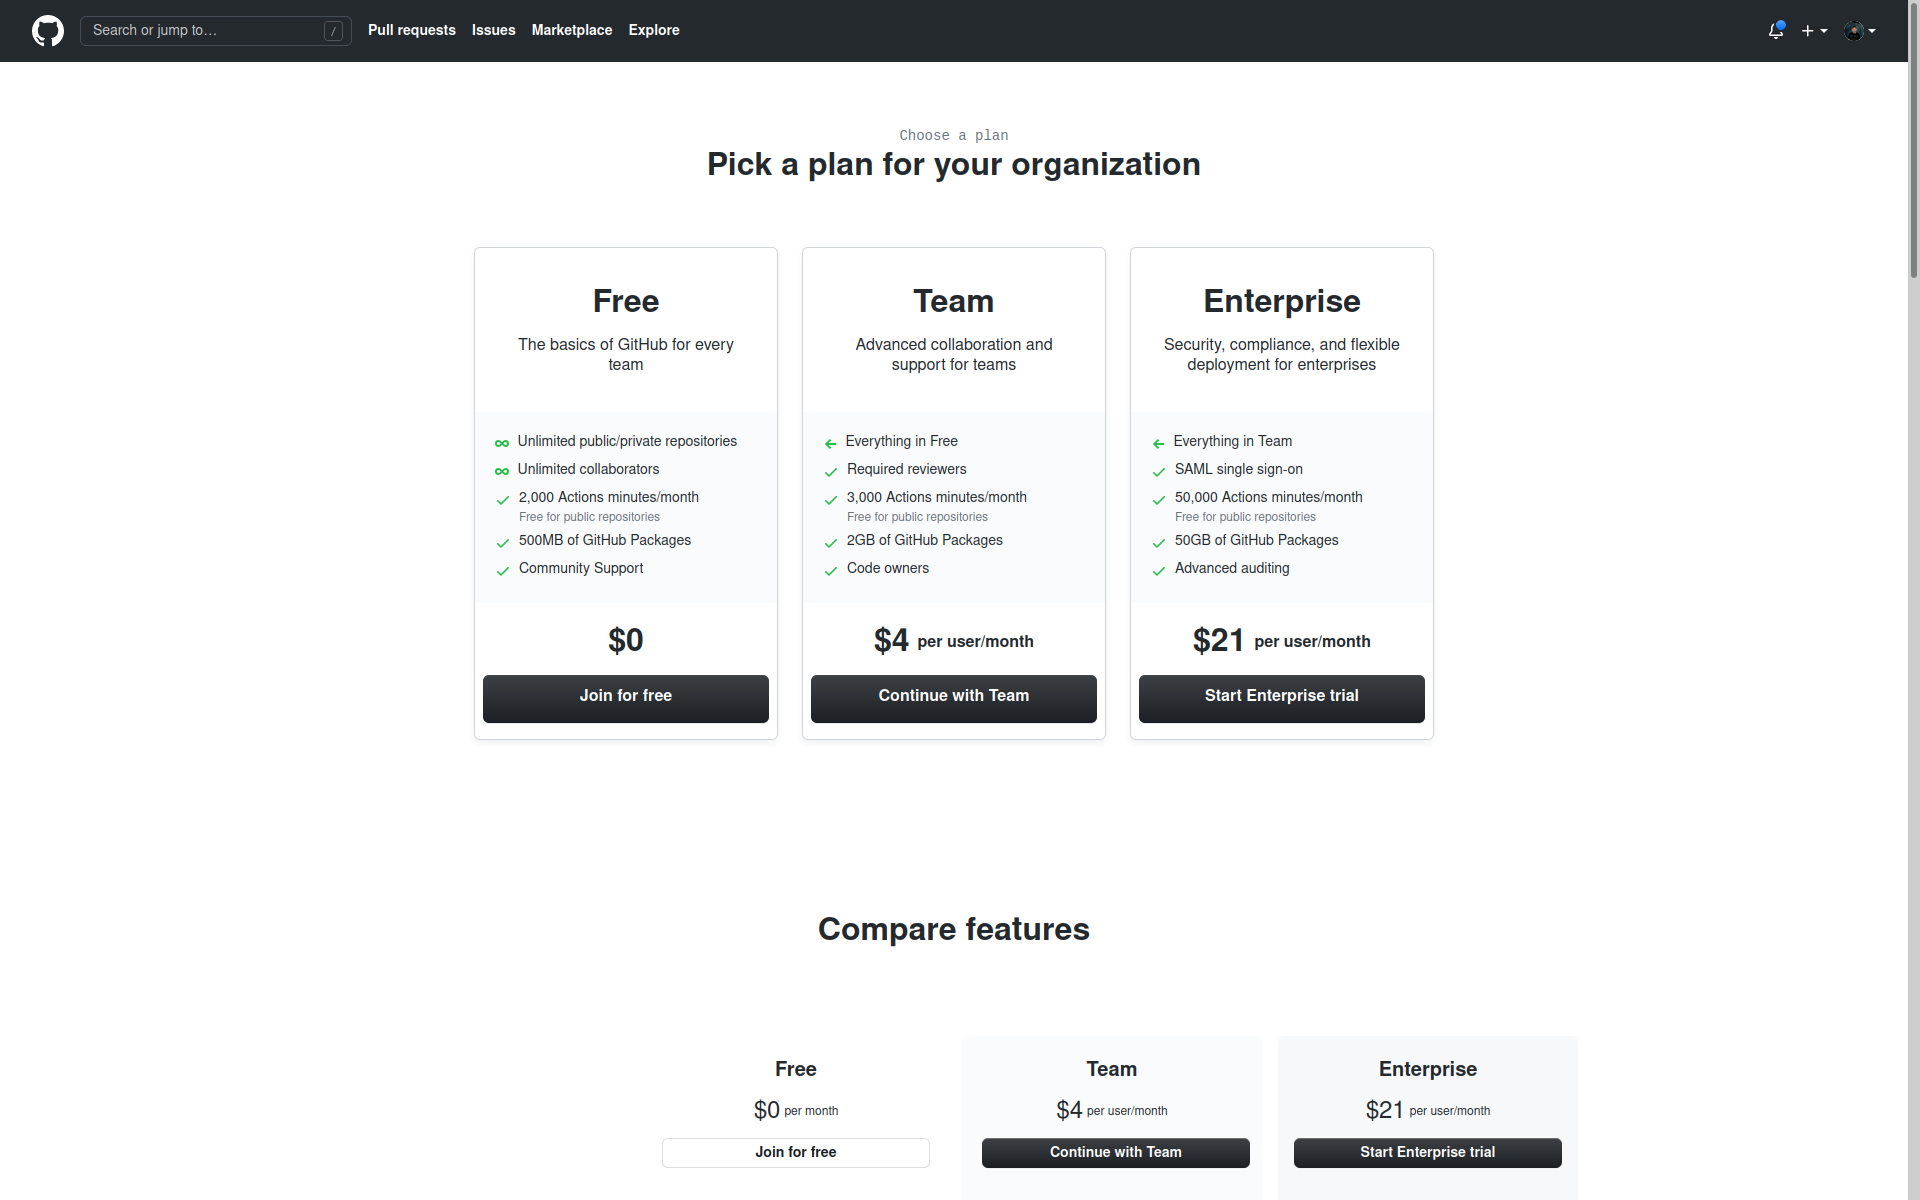 Search or jump to… /
Pull requests Issues Marketplace Explore
Choose a plan
Pick a plan for your organization
Free
The basics of GitHub for every
team
Unlimited public/private repositories
Unlimited collaborators
2,000 Actions minutes/month
Free for public repositories
500MB of GitHub Packages
Community Support
$0
Join for free
Team
Advanced collaboration and
support for teams
Everything in Free
Required reviewers
3,000 Actions minutes/month
Free for public repositories
2GB of GitHub Packages
Code owners
$4 per user/month
Continue with Team
Enterprise
Security, compliance, and flexible
deployment for enterprises
Everything in Team
SAML single sign-on
50,000 Actions minutes/month
Free for public repositories
50GB of GitHub Packages
Advanced auditing
$21 per user/month
Start Enterprise trial
Compare features
Free
$0 per month
Join for free
Team
$4 per user/month
Continue with Team
Enterprise
$21 per user/month
Start Enterprise trial